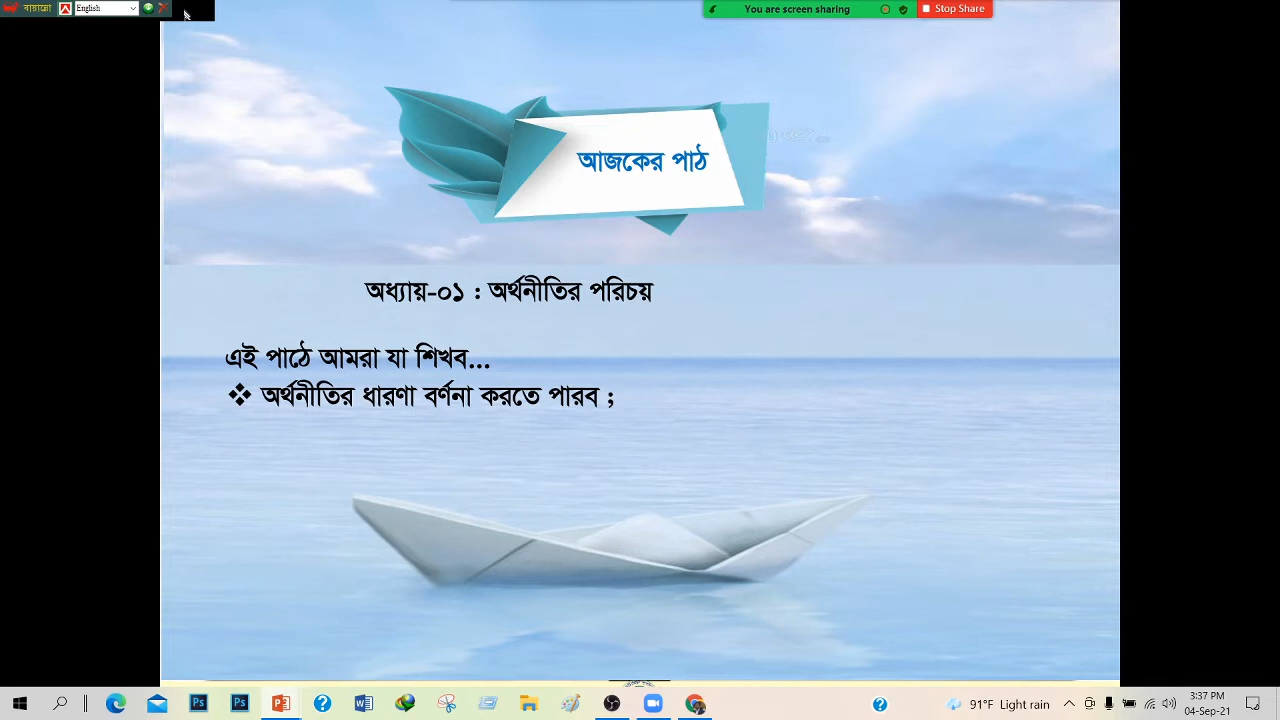 বায়ান্নো English You are screen sharing Stop Share
আজকের পাঠ
অধ্যায়-০১ : অর্থনীতির পরিচয়
এই পাঠে আমরা যা শিখব...
❖ অর্থনীতির ধারণা বর্ণনা করতে পারব ;
91°F Light rain 3:37 PM
04-Sep-21